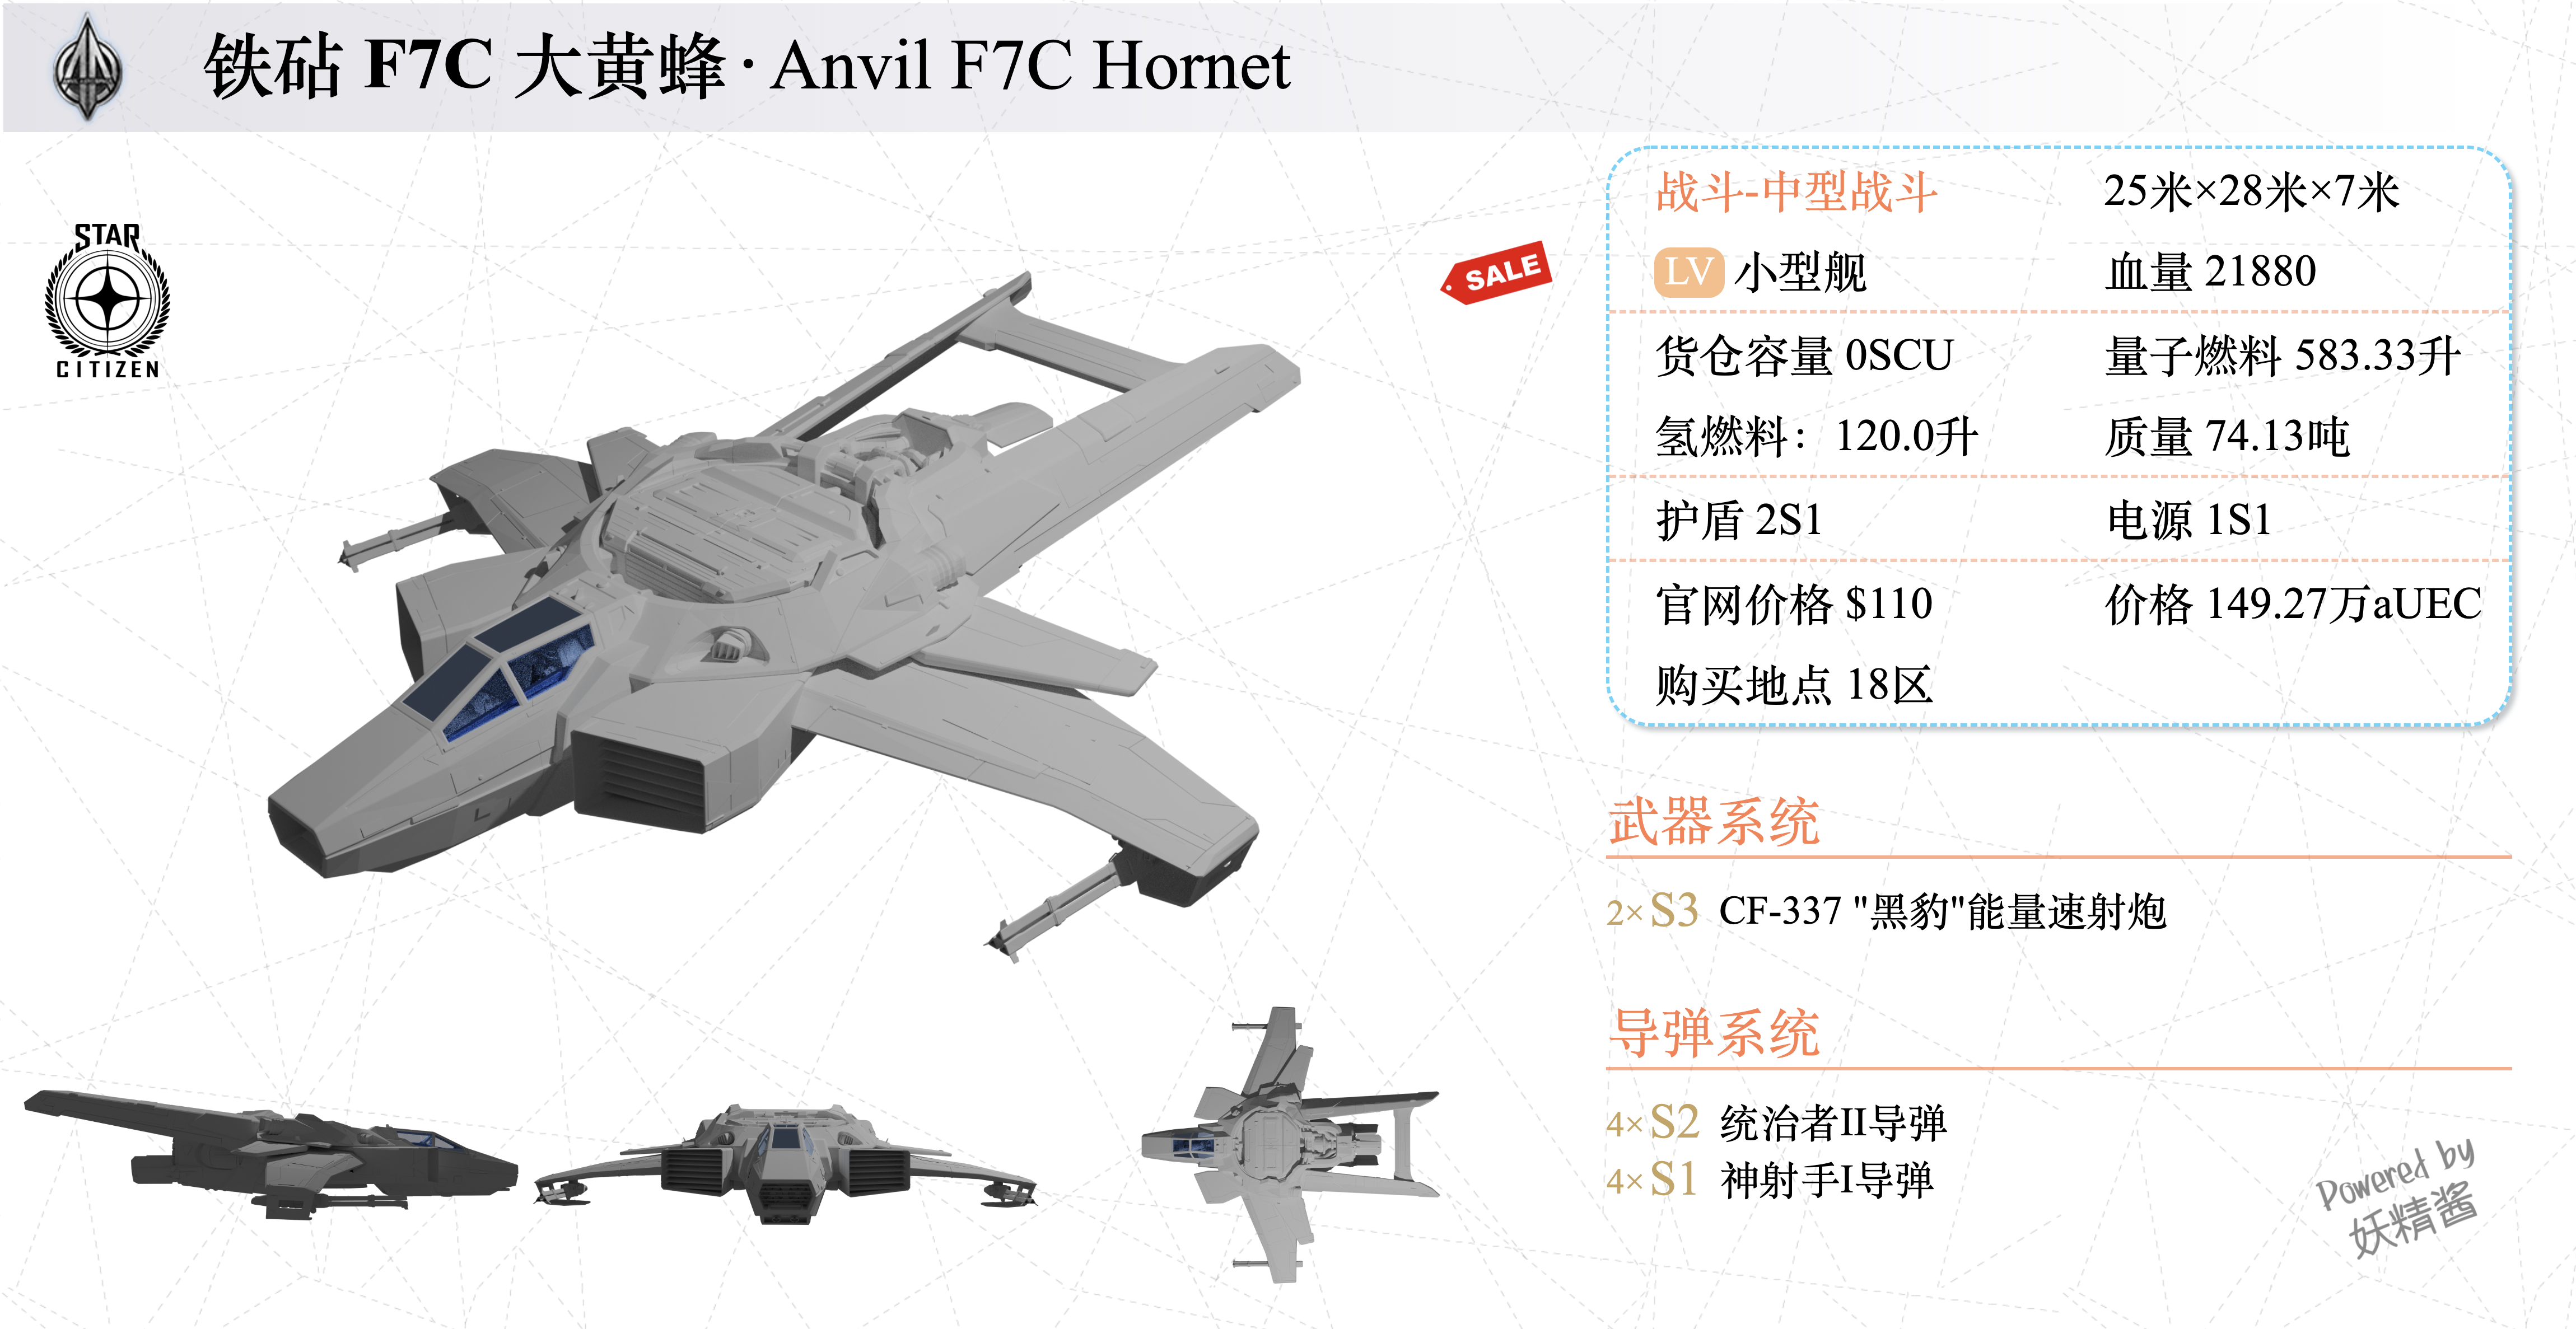 铁砧 F7C 大黄蜂·Anvil F7C Hornet
STAR
CITIZEN
SALE
战斗-中型战斗 25米×28米×7米
LV 小型舰 血量 21880
货仓容量 0SCU 量子燃料 583.33升
氢燃料：120.0升 质量 74.13吨
护盾 2S1 电源 1S1
官网价格 $110 价格 149.27万aUEC
购买地点 18区
武器系统
2× S3 CF-337 "黑豹"能量速射炮
导弹系统
4× S2 统治者II导弹
4× S1 神射手I导弹
Powered by
妖精酱